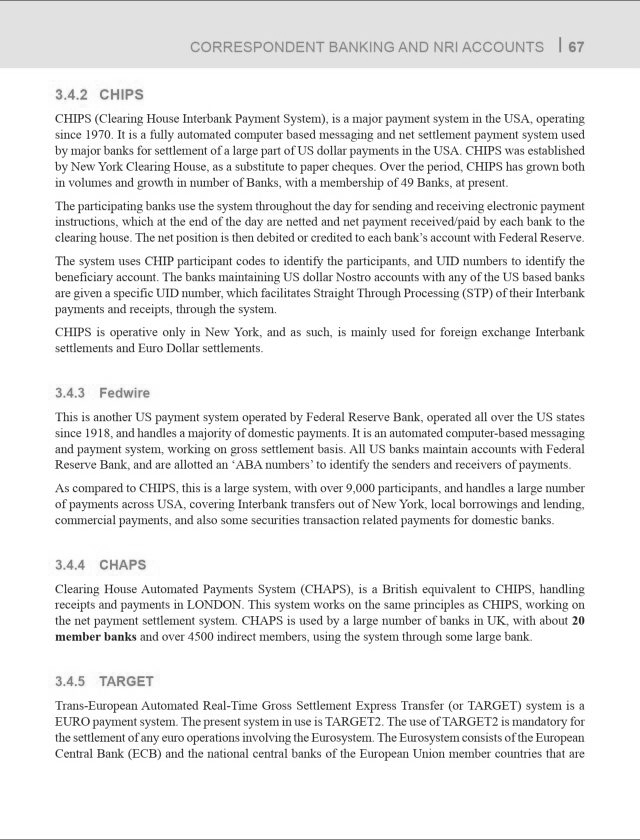 CORRESPONDENT BANKING AND NRI ACCOUNTS | 67
3.4.2 CHIPS
CHIPS (Clearing House Interbank Payment System), is a major payment system in the USA, operating
since 1970. It is a fully automated computer based messaging and net settlement payment system used
by major banks for settlement of a large part of US dollar payments in the USA. CHIPS was established
by New York Clearing House, as a substitute to paper cheques. Over the period, CHIPS has grown both
in volumes and growth in number of Banks, with a membership of 49 Banks, at present.
The participating banks use the system throughout the day for sending and receiving electronic payment
instructions, which at the end of the day are netted and net payment received/paid by each bank to the
clearing house. The net position is then debited or credited to each bank’s account with Federal Reserve.
The system uses CHIP participant codes to identify the participants, and UID numbers to identify the
beneficiary account. The banks maintaining US dollar Nostro accounts with any of the US based banks
are given a specific UID number, which facilitates Straight Through Processing (STP) of their Interbank
payments and receipts, through the system.
CHIPS is operative only in New York, and as such, is mainly used for foreign exchange Interbank
settlements and Euro Dollar settlements.
3.4.3 Fedwire
This is another US payment system operated by Federal Reserve Bank, operated all over the US states
since 1918, and handles a majority of domestic payments. It is an automated computer-based messaging
and payment system, working on gross settlement basis. All US banks maintain accounts with Federal
Reserve Bank, and are allotted an ‘ABA numbers’ to identify the senders and receivers of payments.
As compared to CHIPS, this is a large system, with over 9,000 participants, and handles a large number
of payments across USA, covering Interbank transfers out of New York, local borrowings and lending,
commercial payments, and also some securities transaction related payments for domestic banks.
3.4.4 CHAPS
Clearing House Automated Payments System (CHAPS), is a British equivalent to CHIPS, handling
receipts and payments in LONDON. This system works on the same principles as CHIPS, working on
the net payment settlement system. CHAPS is used by a large number of banks in UK, with about 20
member banks and over 4500 indirect members, using the system through some large bank.
3.4.5 TARGET
Trans-European Automated Real-Time Gross Settlement Express Transfer (or TARGET) system is a
EURO payment system. The present system in use is TARGET2. The use of TARGET2 is mandatory for
the settlement of any euro operations involving the Eurosystem. The Eurosystem consists of the European
Central Bank (ECB) and the national central banks of the European Union member countries that are